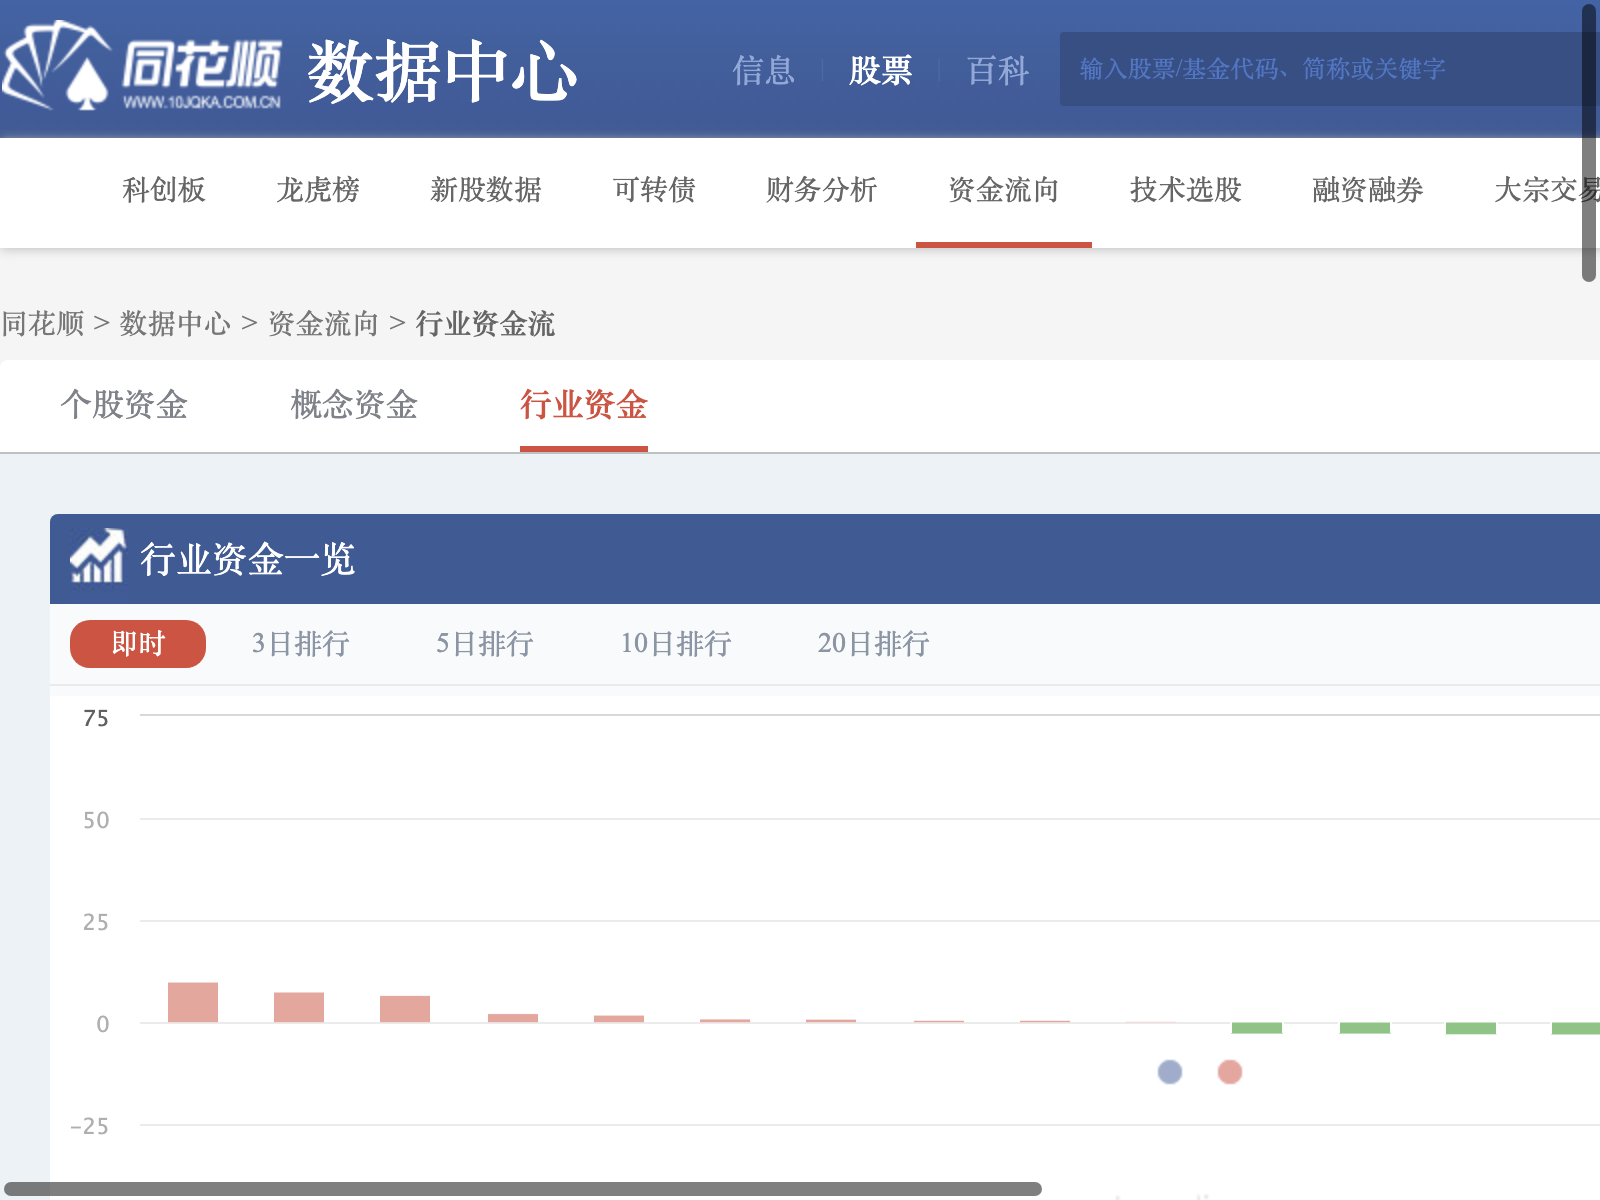 同花顺
WWW.10JQKA.COM.CN
数据中心
信息 股票 百科
输入股票/基金代码、简称或关键字
科创板 龙虎榜 新股数据 可转债 财务分析 资金流向 技术选股 融资融券 大宗交易
同花顺 > 数据中心 > 资金流向 > 行业资金流
个股资金 概念资金 行业资金
行业资金一览
即时 3日排行 5日排行 10日排行 20日排行
75
50
25
0
-25